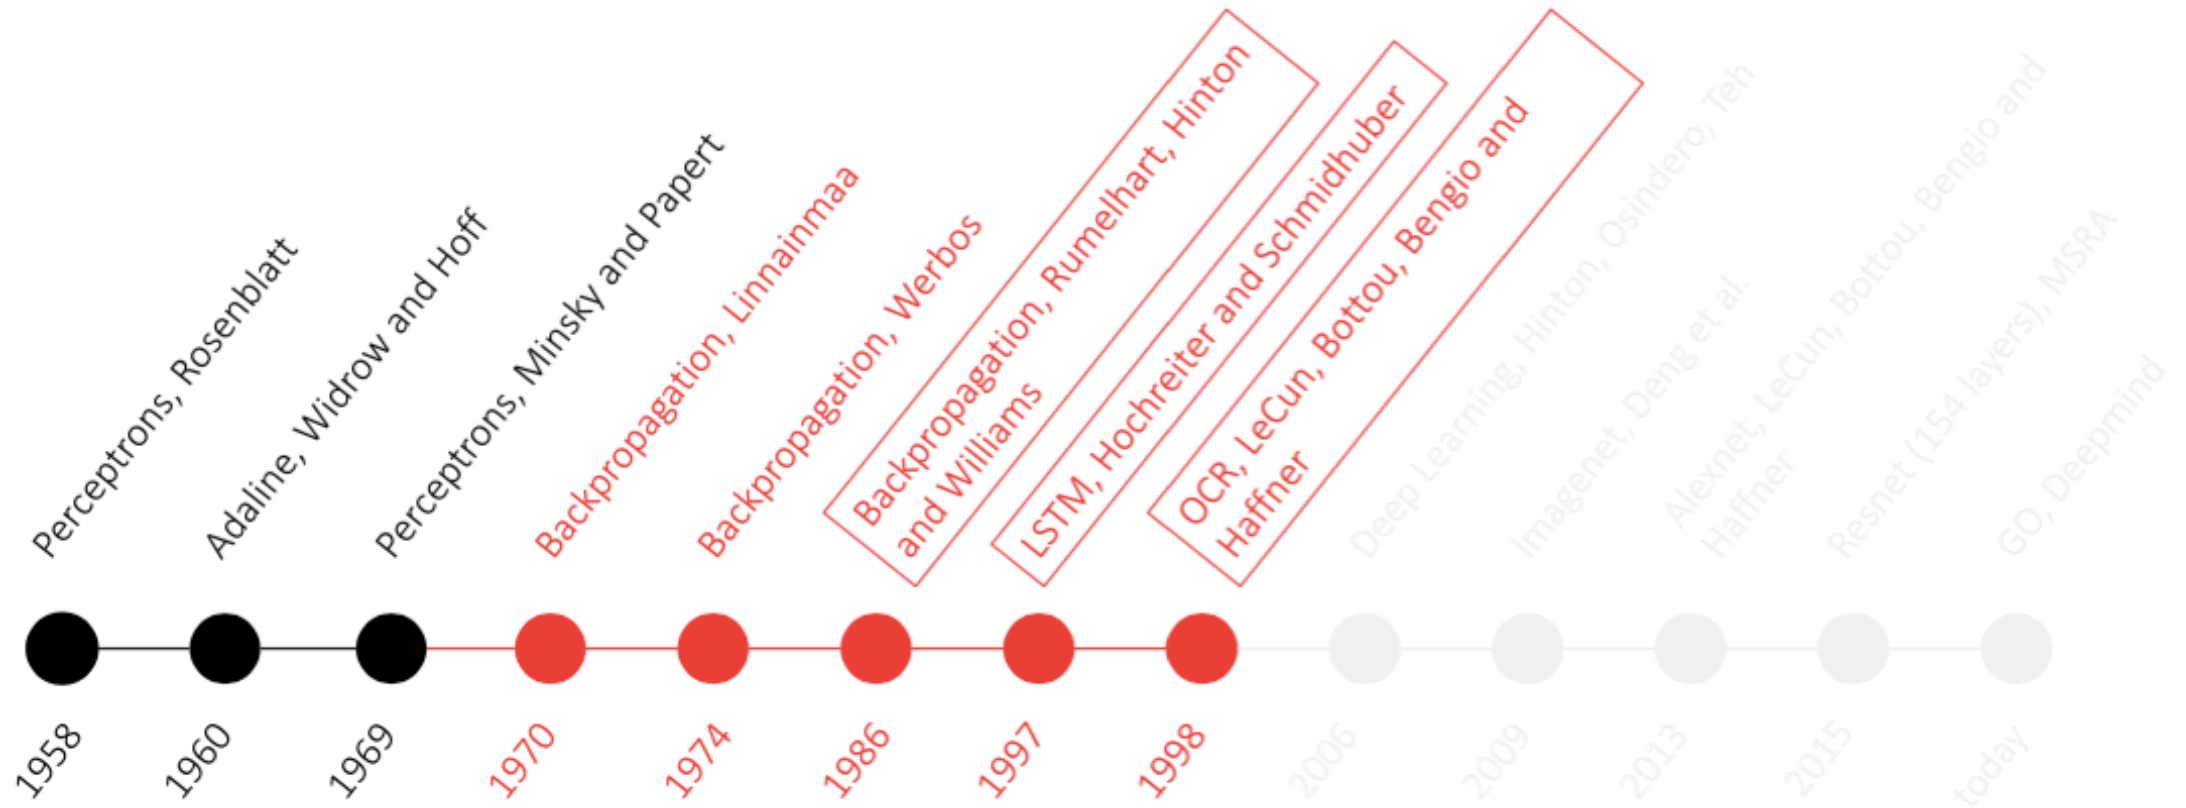 Perceptrons, Rosenblatt
Adaline, Widrow and Hoff
Perceptrons, Minsky and Papert
Backpropagation, Linnainmaa
Backpropagation, Werbos
Backpropagation, Rumelhart, Hinton
and Williams
LSTM, Hochreiter and Schmidhuber
OCR, LeCun, Bottou, Bengio and
Haffner
Deep Learning, Hinton, Osindero, Teh
Imagenet, Deng et al.
Alexnet, LeCun, Bottou, Bengio and
Haffner
Resnet (154 layers), MSRA
GO, Deepmind
1958
1960
1969
1970
1974
1986
1997
1998
2006
2009
2013
2015
today